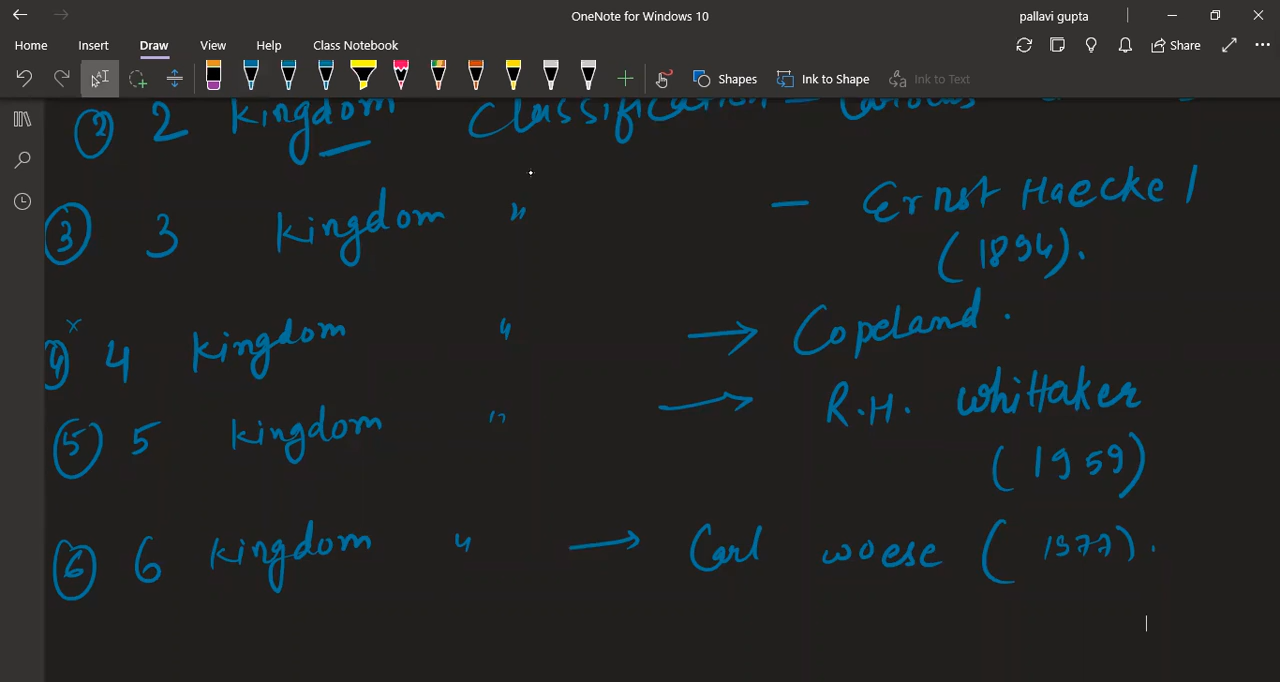 OneNote for Windows 10
pallavi gupta
Home Insert Draw View Help Class Notebook
Share
Shapes Ink to Shape Ink to Text
② 2 kingdom Classification —
③ 3 kingdom " — Ernst Haeckel
(1894).
④ 4 kingdom " → Copeland.
⑤ 5 kingdom " → R.H. Whittaker
(1959)
⑥ 6 kingdom " → Carl woese (1977).